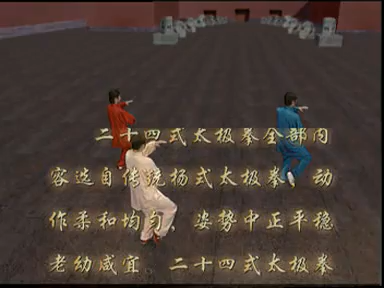 二十四式太极拳全部内
容选自传统杨式太极拳，动
作柔和均匀，姿势中正平稳
老幼咸宜　二十四式太极拳